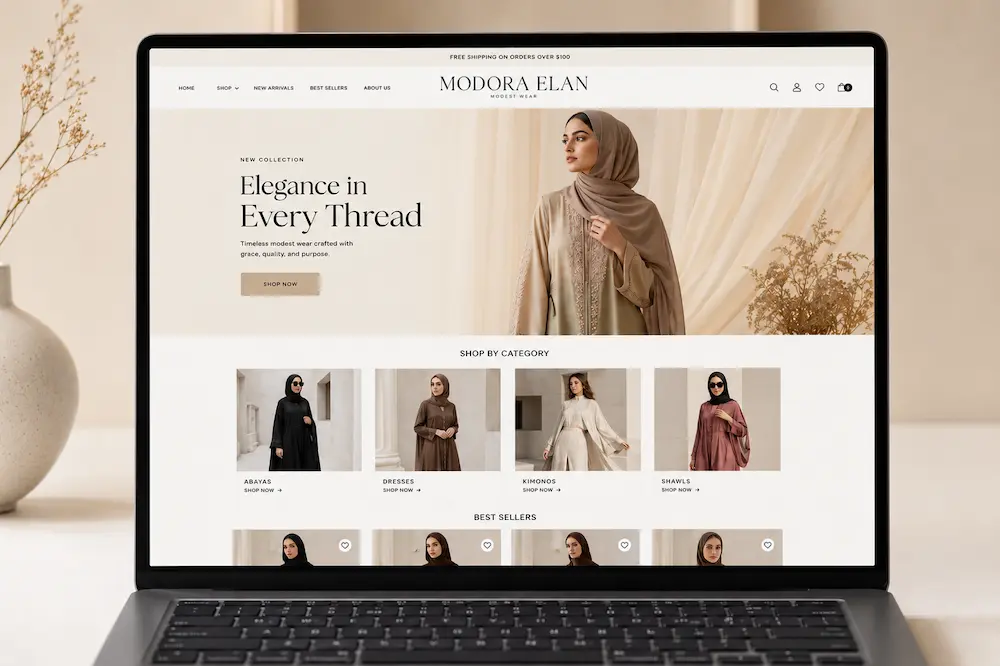 FREE SHIPPING ON ORDERS OVER $100
HOME SHOP NEW ARRIVALS BEST SELLERS ABOUT US
MODORA ELAN
MODEST WEAR
0
NEW COLLECTION
Elegance in
Every Thread
Timeless modest wear crafted with
grace, quality, and purpose.
SHOP NOW
SHOP BY CATEGORY
ABAYAS
SHOP NOW →
DRESSES
SHOP NOW →
KIMONOS
SHOP NOW →
SHAWLS
SHOP NOW →
BEST SELLERS